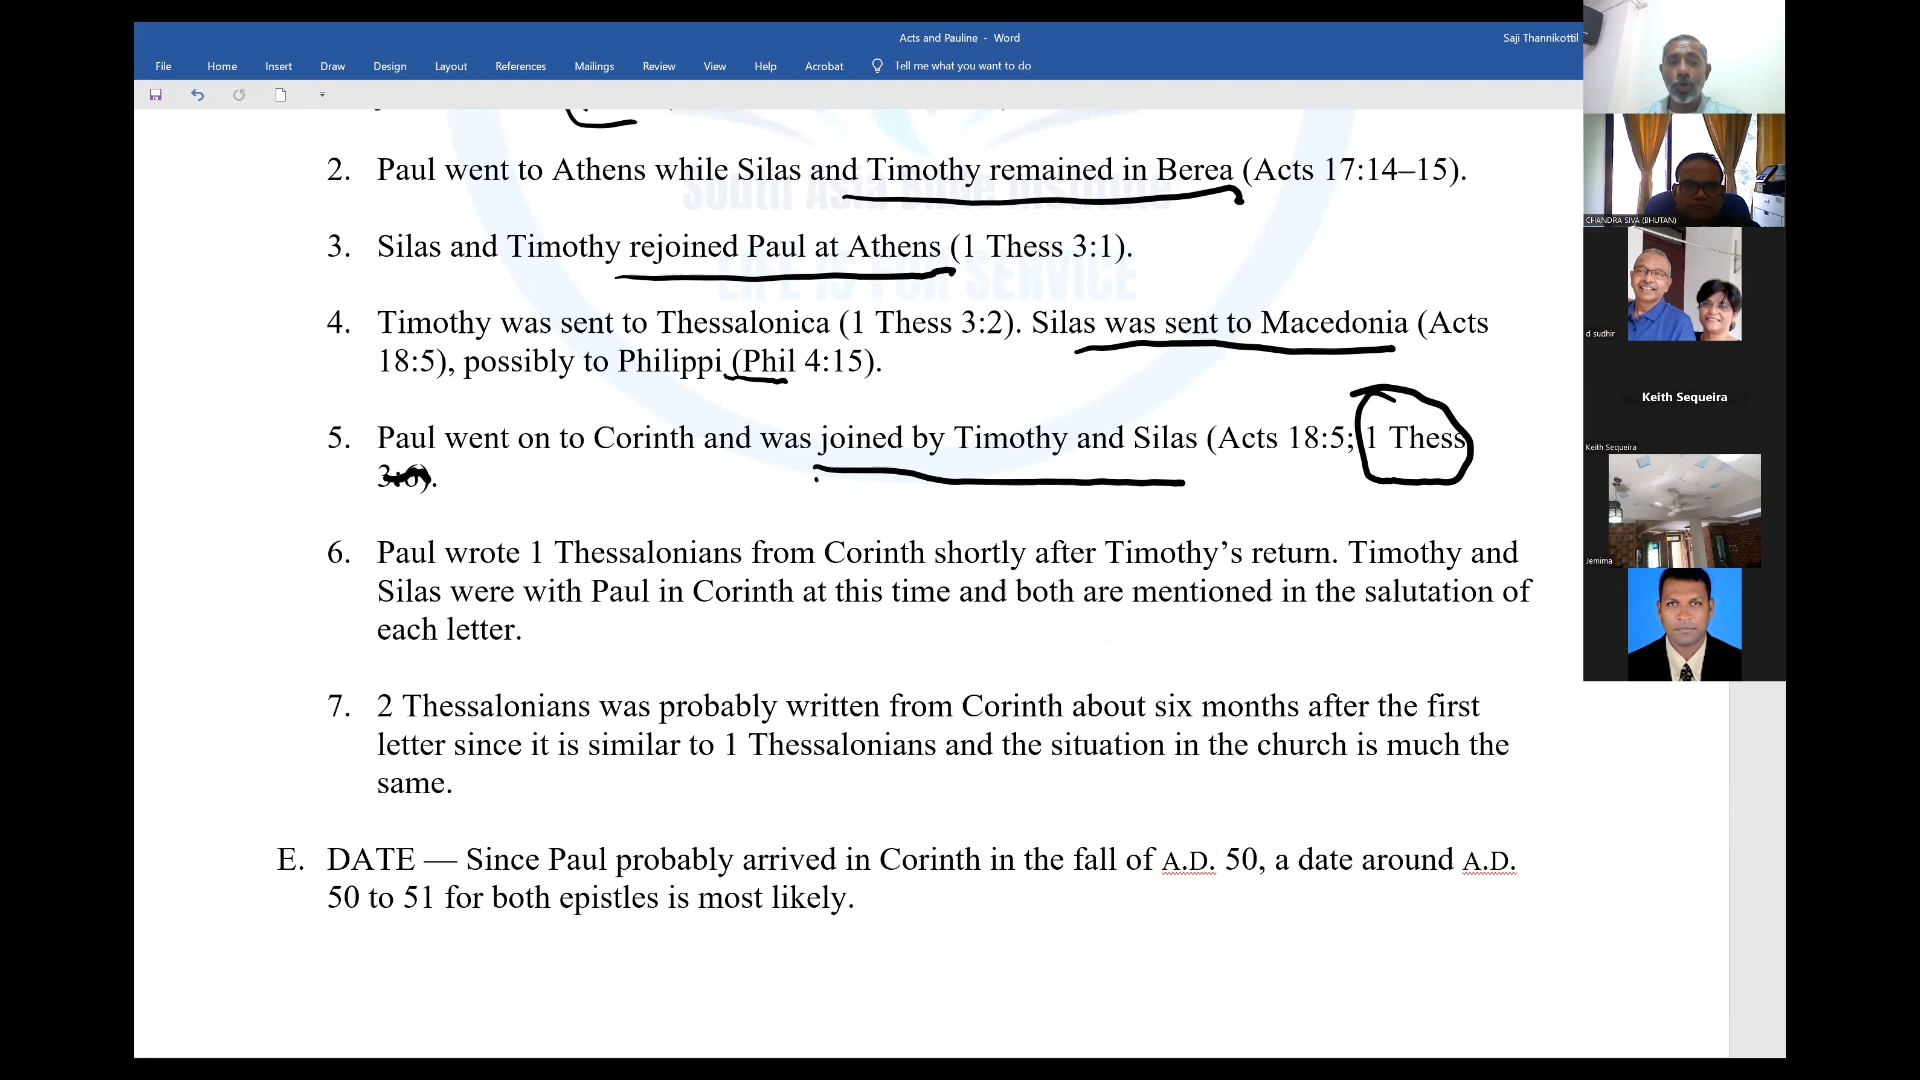 Acts and Pauline - Word
Saji Thannikottil
File Home Insert Draw Design Layout References Mailings Review View Help Acrobat Tell me what you want to do
South Asia Bible Institute
LIFE IS FOR SERVICE
2. Paul went to Athens while Silas and Timothy remained in Berea (Acts 17:14–15).
3. Silas and Timothy rejoined Paul at Athens (1 Thess 3:1).
4. Timothy was sent to Thessalonica (1 Thess 3:2). Silas was sent to Macedonia (Acts
18:5), possibly to Philippi (Phil 4:15).
5. Paul went on to Corinth and was joined by Timothy and Silas (Acts 18:5; 1 Thess
3:6).
6. Paul wrote 1 Thessalonians from Corinth shortly after Timothy’s return. Timothy and
Silas were with Paul in Corinth at this time and both are mentioned in the salutation of
each letter.
7. 2 Thessalonians was probably written from Corinth about six months after the first
letter since it is similar to 1 Thessalonians and the situation in the church is much the
same.
E. DATE — Since Paul probably arrived in Corinth in the fall of A.D. 50, a date around A.D.
50 to 51 for both epistles is most likely.
CHANDRA SIVA (BHUTAN)
d sudhir
Keith Sequeira
Keith Sequeira
Jemima